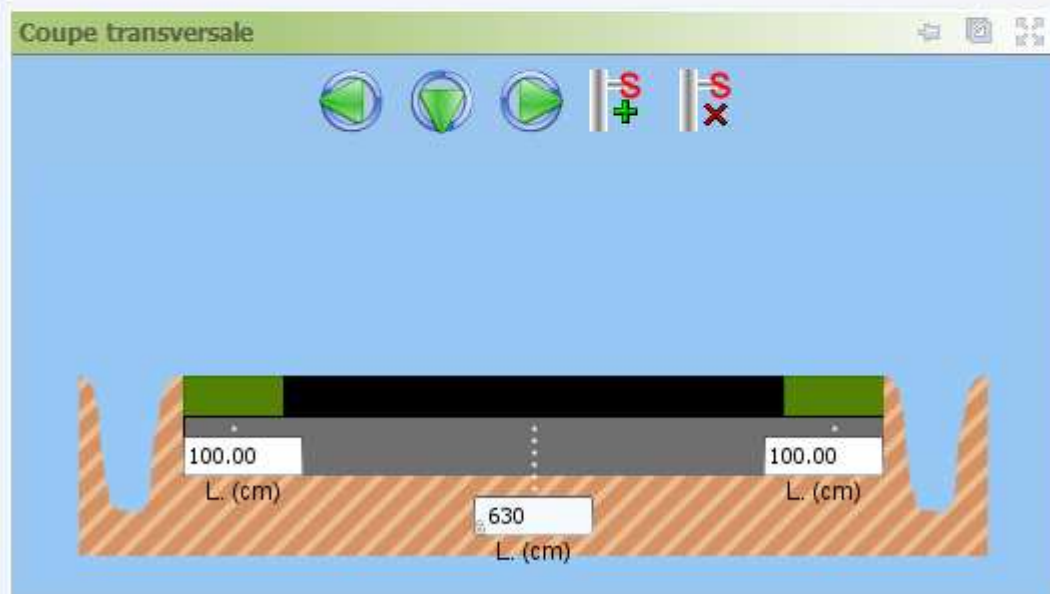 Coupe transversale
S
S
100.00
100.00
L. (cm)
L. (cm)
630
L. (cm)